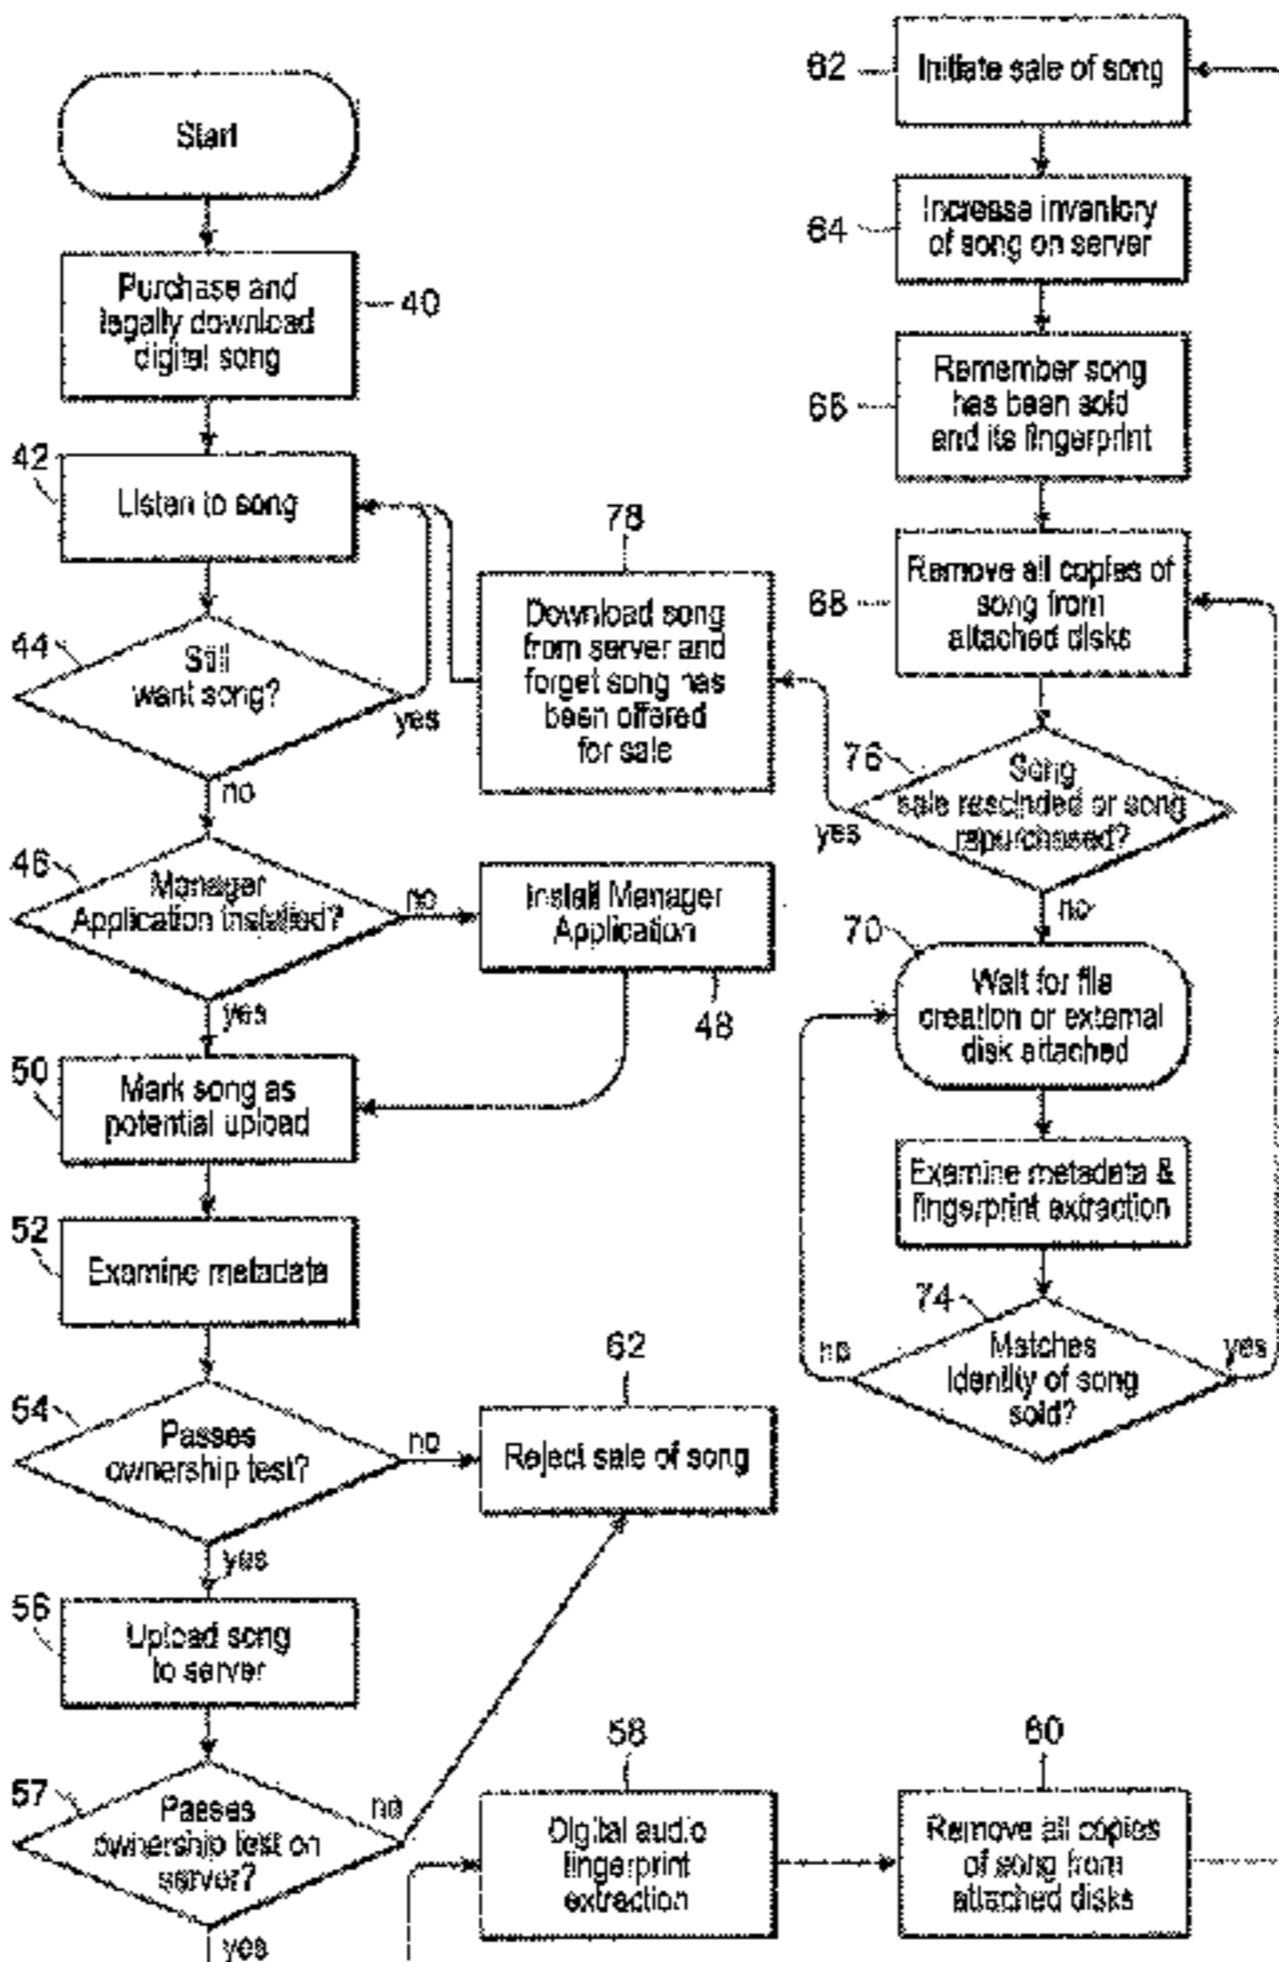 Start
Purchase and
legally download
digital song
40
42
Listen to song
44
Still
want song?
yes
no
46
Manager
Application installed?
no
yes
Install Manager
Application
48
50
Mark song as
potential upload
52
Examine metadata
54
Passes
ownership test?
no
yes
62
Reject sale of song
56
Upload song
to server
57
Passes
ownership test on
server?
no
yes
58
Digital audio
fingerprint
extraction
60
Remove all copies
of song from
attached disks
62
Initiate sale of song
64
Increase inventory
of song on server
66
Remember song
has been sold
and its fingerprint
68
Remove all copies of
song from
attached disks
76
Song
sale rescinded or song
repurchased?
yes
no
78
Download song
from server and
forget song has
been offered
for sale
70
Wait for file
creation or external
disk attached
Examine metadata &
fingerprint extraction
74
Matches
identity of song
sold?
no
yes